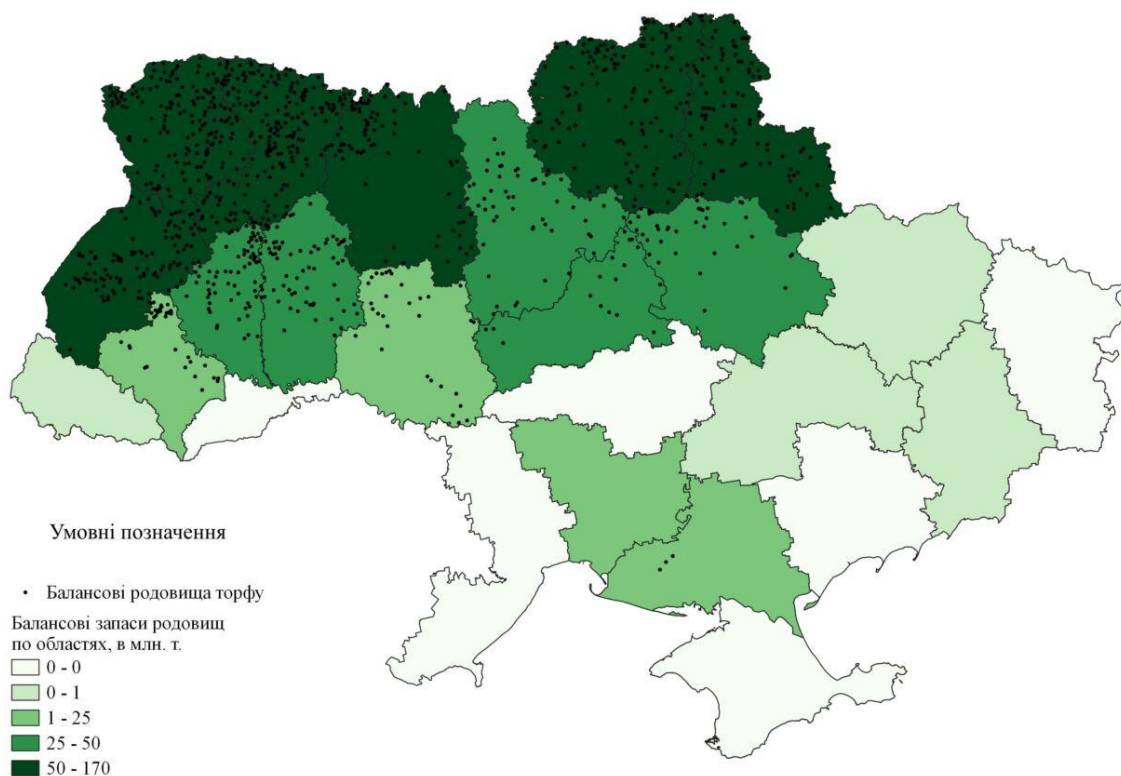 Умовні позначення
Балансові родовища торфу
Балансові запаси родовищ
по областях, в млн. т.
0 - 0
0 - 1
1 - 25
25 - 50
50 - 170